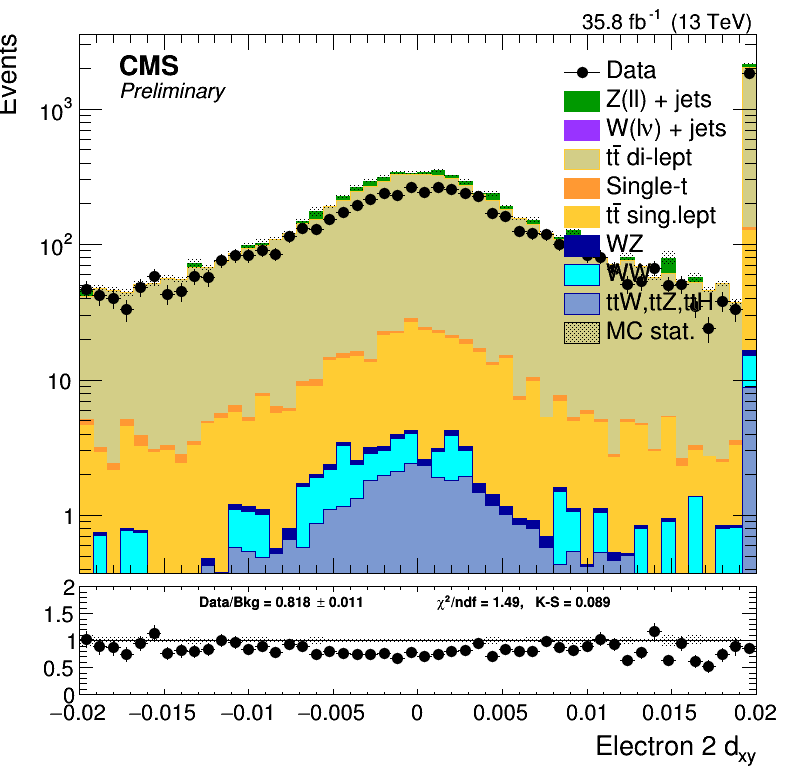 35.8 fb⁻¹ (13 TeV)
Events
CMS
Preliminary
Data
Z(ll) + jets
W(lν) + jets
tt̄ di-lept
Single-t
tt̄ sing.lept
WZ
WW
ttW,ttZ,ttH
MC stat.
10³
10²
10
1
Data/Bkg = 0.818 ± 0.011
χ²/ndf = 1.49, K-S = 0.089
2
1.5
1
0.5
0
−0.02 −0.015 −0.01 −0.005 0 0.005 0.01 0.015 0.02
Electron 2 d_xy